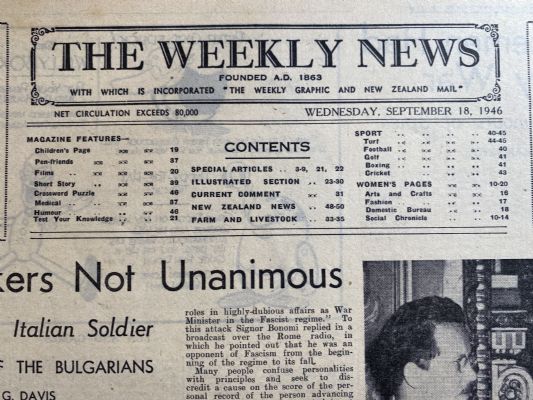 THE WEEKLY NEWS
FOUNDED A.D. 1863
WITH WHICH IS INCORPORATED "THE WEEKLY GRAPHIC AND NEW ZEALAND MAIL"
NET CIRCULATION EXCEEDS 80,000
WEDNESDAY, SEPTEMBER 18, 1946
MAGAZINE FEATURES—
Children's Page 19
Pen-friends 37
Films 20
Short Story 39
Crossword Puzzle 46
Medical 37
Humour 46
Test Your Knowledge 21
CONTENTS
SPECIAL ARTICLES .. 3-9, 21, 22
ILLUSTRATED SECTION .. 23-30
CURRENT COMMENT 31
NEW ZEALAND NEWS .. 48-50
FARM AND LIVESTOCK .. 33-35
SPORT .. .. .. .. 40-45
Turf .. .. .. 44-45
Football .. .. .. 40
Golf .. .. .. 41
Boxing .. .. .. 41
Cricket .. .. .. 43
WOMEN'S PAGES .. 10-20
Arts and Crafts .. 16
Fashion .. .. .. 17
Domestic Bureau .. 18
Social Chronicle .. 10-14
kers Not Unanimous
Italian Soldier
F THE BULGARIANS
G. DAVIS
roles in highly-dubious affairs as War
Minister in the Fascist regime." To
this attack Signor Bonomi replied in a
broadcast over the Rome radio, in
which he pointed out that he was an
opponent of Fascism from the begin-
ning of the regime to its fall.
Many people confuse personalities
with principles and seek to dis-
credit a cause on the score of the per-
sonal record of the person advancing